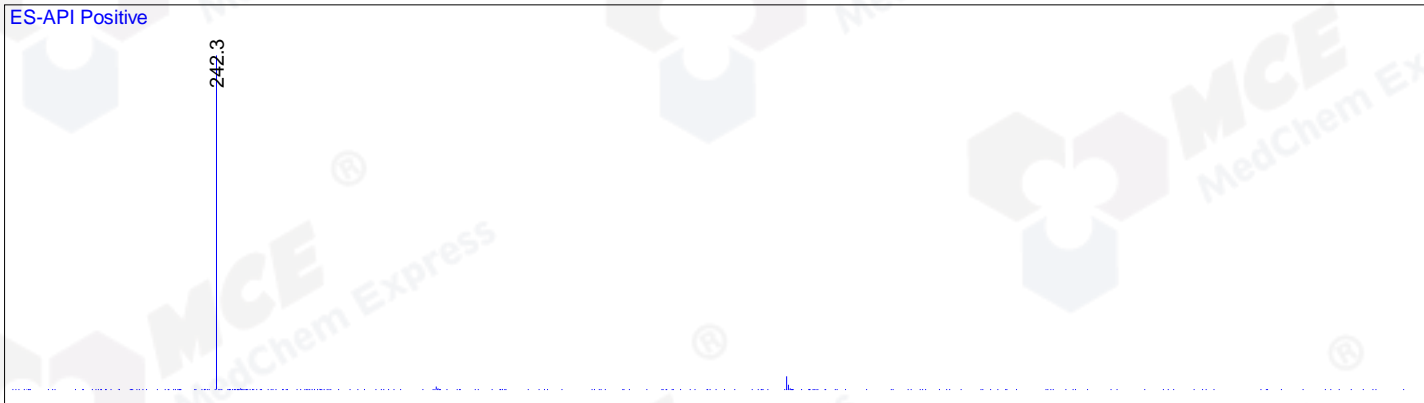 ES-API Positive
242.3
MCE
MedChem Ex
®
MCE
MedChem Express
®
®